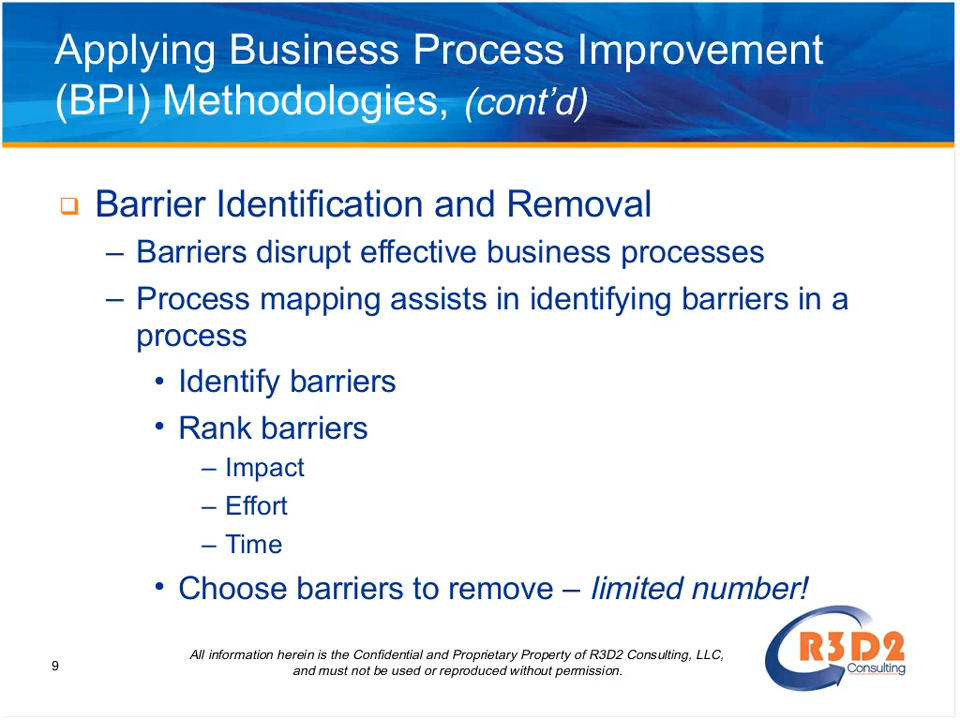 Applying Business Process Improvement
(BPI) Methodologies, (cont’d)
Barrier Identification and Removal
– Barriers disrupt effective business processes
– Process mapping assists in identifying barriers in a
process
• Identify barriers
• Rank barriers
– Impact
– Effort
– Time
• Choose barriers to remove – limited number!
All information herein is the Confidential and Proprietary Property of R3D2 Consulting, LLC,
and must not be used or reproduced without permission.
9
R3D2
Consulting